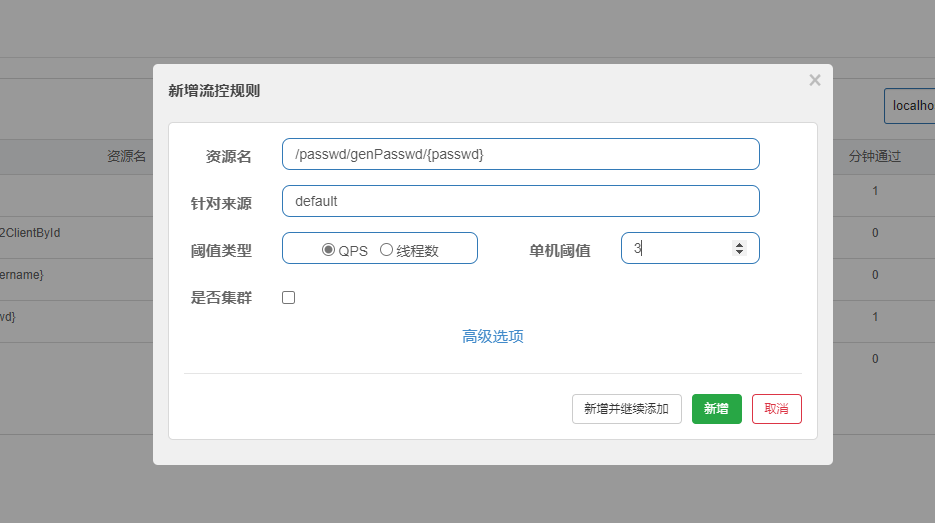 新增流控规则
×
localho
资源名
分钟通过
资源名 /passwd/genPasswd/{passwd}
1
针对来源 default
2ClientById
0
阈值类型 QPS 线程数 单机阈值 3
ername}
0
是否集群
wd}
1
高级选项
0
新增并继续添加 新增 取消